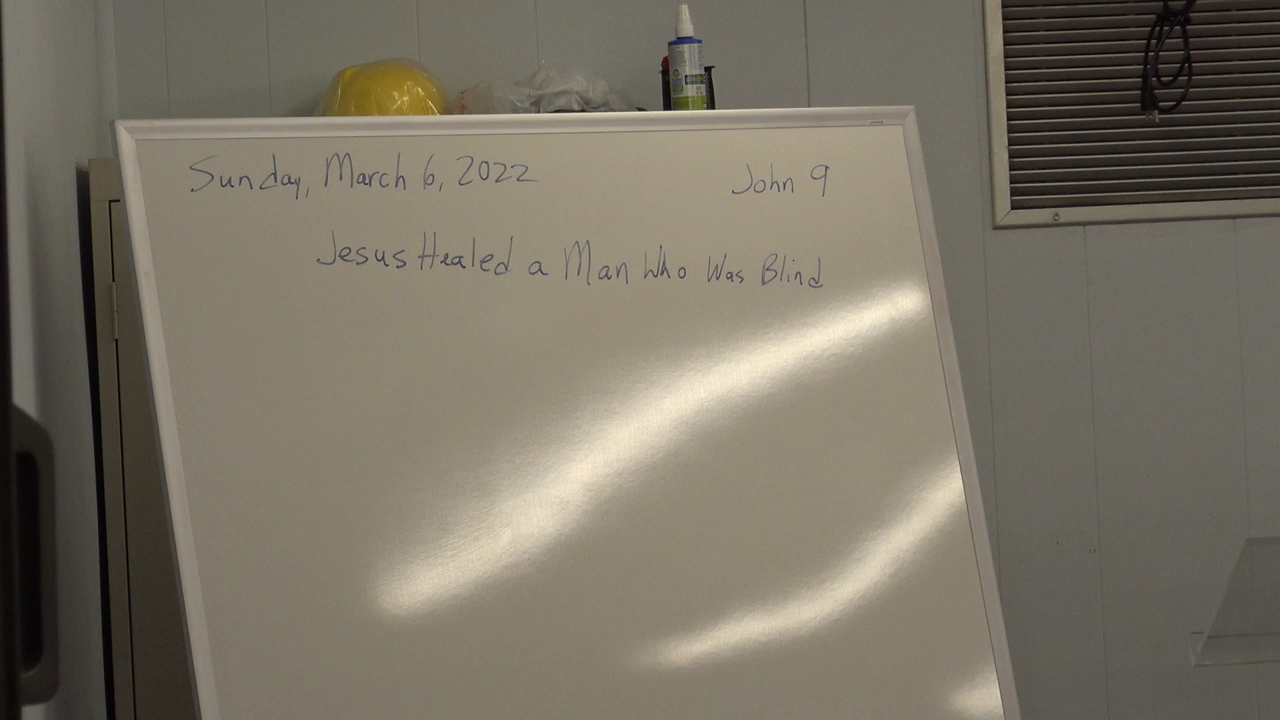 Sunday, March 6, 2022 John 9
Jesus Healed a Man Who Was Blind